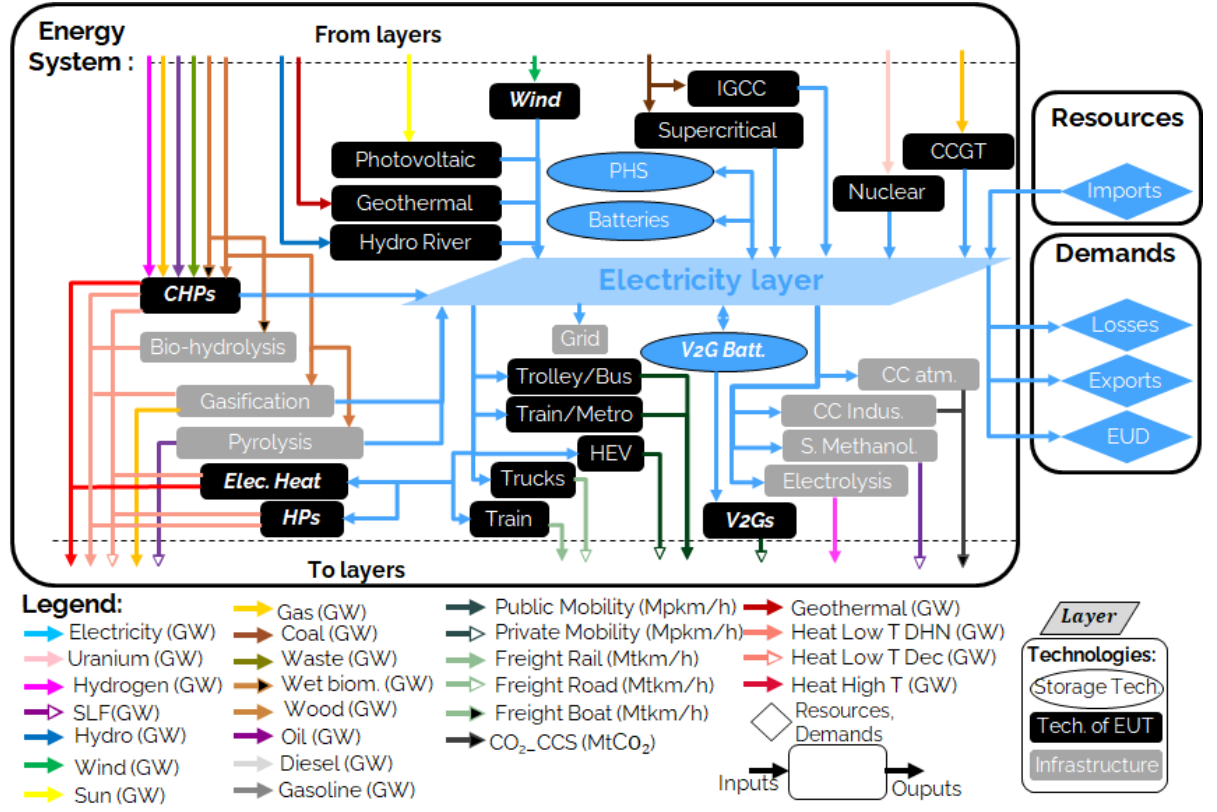 Energy
System :
From layers
Wind
IGCC
Supercritical
Photovoltaic
PHS
CCGT
Geothermal
Nuclear
Batteries
Hydro River
Resources
Imports
Demands
Electricity layer
CHPs
Losses
Bio-hydrolysis
Grid
V2G Batt.
Trolley/Bus
CC atm.
Exports
Gasification
Train/Metro
CC Indus.
Pyrolysis
HEV
S. Methanol.
EUD
Elec. Heat
Trucks
Electrolysis
HPs
Train
V2Gs
To layers
Legend:
Electricity (GW)
Uranium (GW)
Hydrogen (GW)
SLF(GW)
Hydro (GW)
Wind (GW)
Sun (GW)
Gas (GW)
Coal (GW)
Waste (GW)
Wet biom. (GW)
Wood (GW)
Oil (GW)
Diesel (GW)
Gasoline (GW)
Public Mobility (Mpkm/h)
Private Mobility (Mpkm/h)
Freight Rail (Mtkm/h)
Freight Road (Mtkm/h)
Freight Boat (Mtkm/h)
CO₂_CCS (MtC0₂)
Geothermal (GW)
Heat Low T DHN (GW)
Heat Low T Dec (GW)
Heat High T (GW)
Resources,
Demands
Inputs
Ouputs
Layer
Technologies:
Storage Tech.
Tech. of EUT
Infrastructure